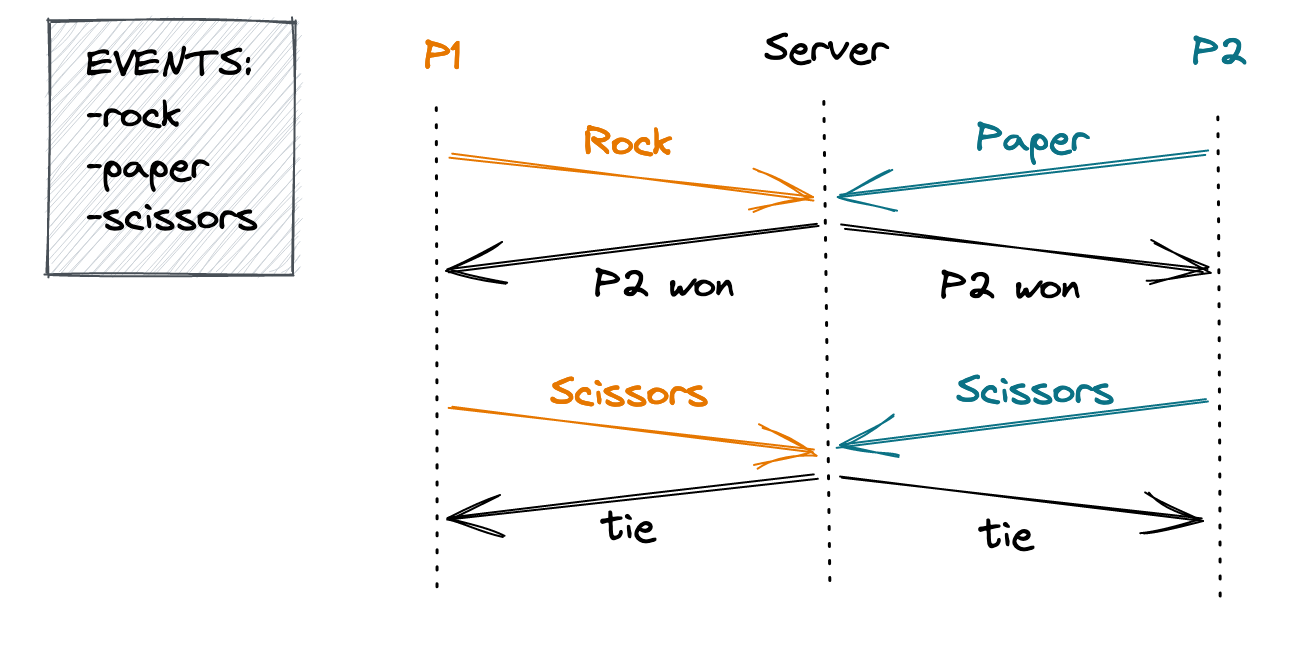 EVENTS:
-rock
-paper
-scissors
P1
Server
P2
Rock
Paper
P2 won
P2 won
Scissors
Scissors
tie
tie